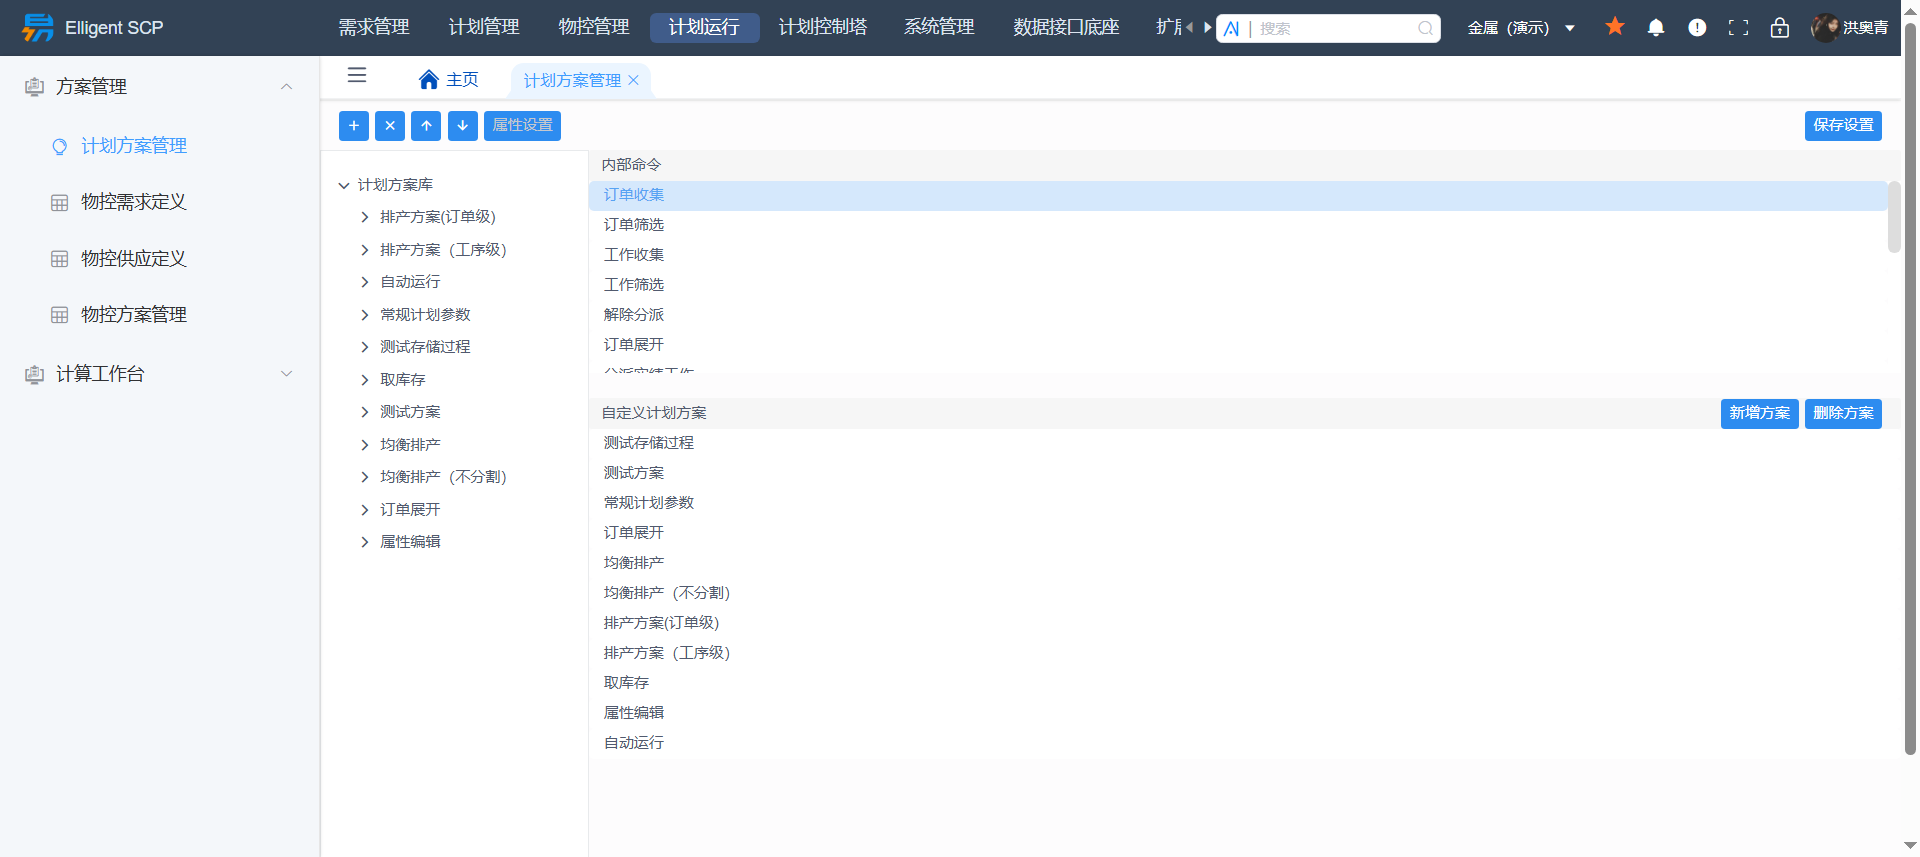 Elligent SCP
需求管理
计划管理
物控管理
计划运行
计划控制塔
系统管理
数据接口底座
搜索
金属（演示）
洪奥青
方案管理
计划方案管理
物控需求定义
物控供应定义
物控方案管理
计算工作台
主页
计划方案管理
属性设置
保存设置
计划方案库
排产方案(订单级)
排产方案（工序级）
自动运行
常规计划参数
测试存储过程
取库存
测试方案
均衡排产
均衡排产（不分割）
订单展开
属性编辑
内部命令
订单收集
订单筛选
工作收集
工作筛选
解除分派
订单展开
自定义计划方案
新增方案
删除方案
测试存储过程
测试方案
常规计划参数
订单展开
均衡排产
均衡排产（不分割）
排产方案(订单级)
排产方案（工序级）
取库存
属性编辑
自动运行